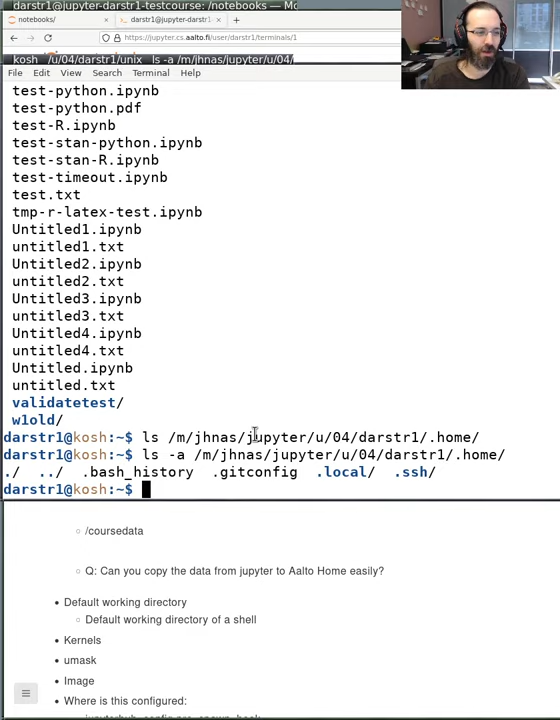 darstr1@jupyter-darstr1-testcourse: /notebooks — Mo
notebooks/ × darstr1@jupyter-darstr1- ×
https://jupyter.cs.aalto.fi/user/darstr1/terminals/1
kosh /u/04/darstr1/unix ls -a /m/jhnas/jupyter/u/04/
File Edit View Search Terminal Help
test-python.ipynb
test-python.pdf
test-R.ipynb
test-stan-python.ipynb
test-stan-R.ipynb
test-timeout.ipynb
test.txt
tmp-r-latex-test.ipynb
Untitled1.ipynb
untitled1.txt
Untitled2.ipynb
untitled2.txt
Untitled3.ipynb
untitled3.txt
Untitled4.ipynb
untitled4.txt
Untitled.ipynb
untitled.txt
validatetest/
w1old/
darstr1@kosh:~$ ls /m/jhnas/jupyter/u/04/darstr1/.home/
darstr1@kosh:~$ ls -a /m/jhnas/jupyter/u/04/darstr1/.home/
./ ../ .bash_history .gitconfig .local/ .ssh/
darstr1@kosh:~$
/coursedata
Q: Can you copy the data from jupyter to Aalto Home easily?
Default working directory
Default working directory of a shell
Kernels
umask
Image
Where is this configured: